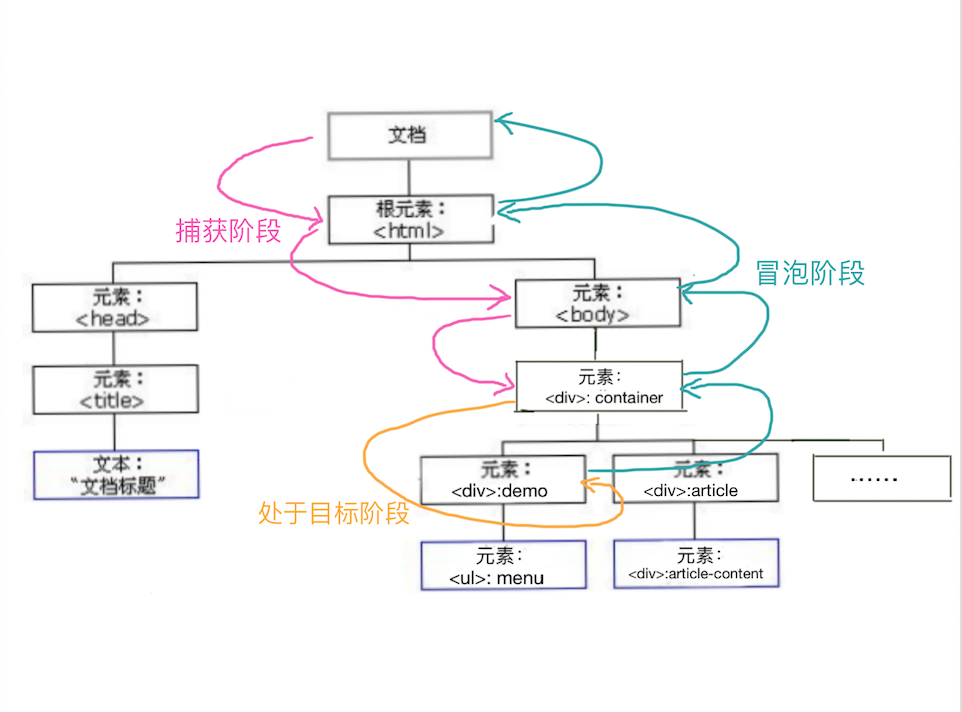 文档
根元素：
<html>
捕获阶段
冒泡阶段
元素：
<head>
元素：
<body>
元素：
<title>
元素：
<div>: container
文本：
“文档标题”
元素：
<div>:demo
元素：
<div>:article
······
处于目标阶段
元素：
<ul>: menu
元素：
<div>:article-content